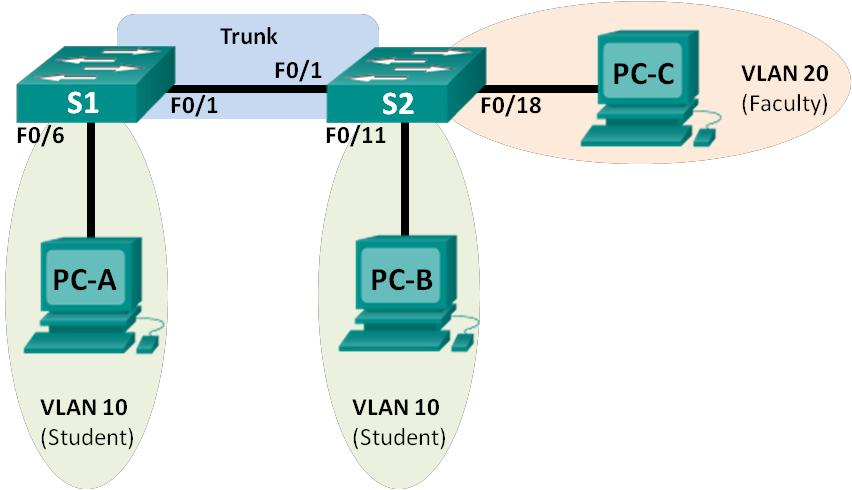 Trunk
F0/1
S1
F0/1
S2
F0/18
PC-C
VLAN 20
(Faculty)
F0/6
F0/11
PC-A
PC-B
VLAN 10
(Student)
VLAN 10
(Student)